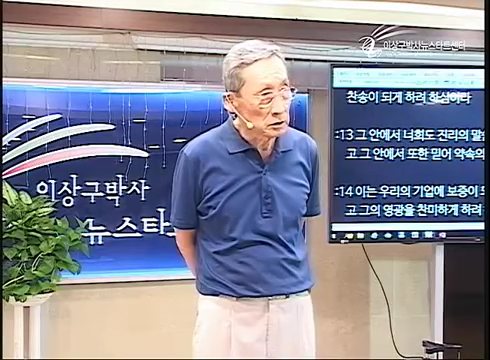 이상구박사뉴스타트센터
찬송이 되게 하려 하심이라
:13 그 안에서 너희도 진리의 말씀
고 그 안에서 또한 믿어 약속의
:14 이는 우리의 기업에 보증이 되
고 그의 영광을 찬미하게 하려
이상구박사
뉴스타